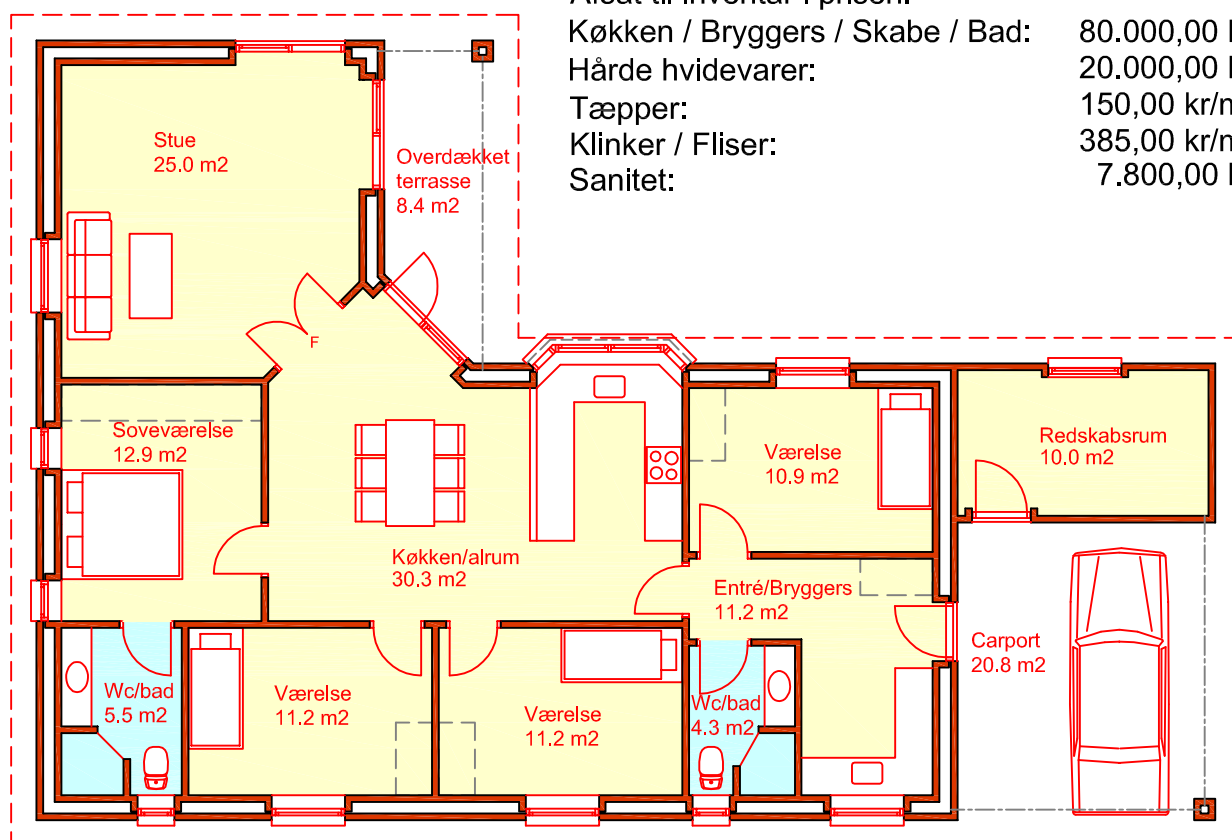 Afsat til inventar i prisen:
Køkken / Bryggers / Skabe / Bad: 80.000,00
Hårde hvidevarer: 20.000,00
Tæpper: 150,00
Klinker / Fliser: 385,00
Sanitet: 7.800,00
Stue
25.0 m2
Overdækket
terrasse
8.4 m2
F
Soveværelse
12.9 m2
Køkken/alrum
30.3 m2
Værelse
10.9 m2
Redskabsrum
10.0 m2
Entré/Bryggers
11.2 m2
Carport
20.8 m2
Wc/bad
5.5 m2
Værelse
11.2 m2
Værelse
11.2 m2
Wc/bad
4.3 m2